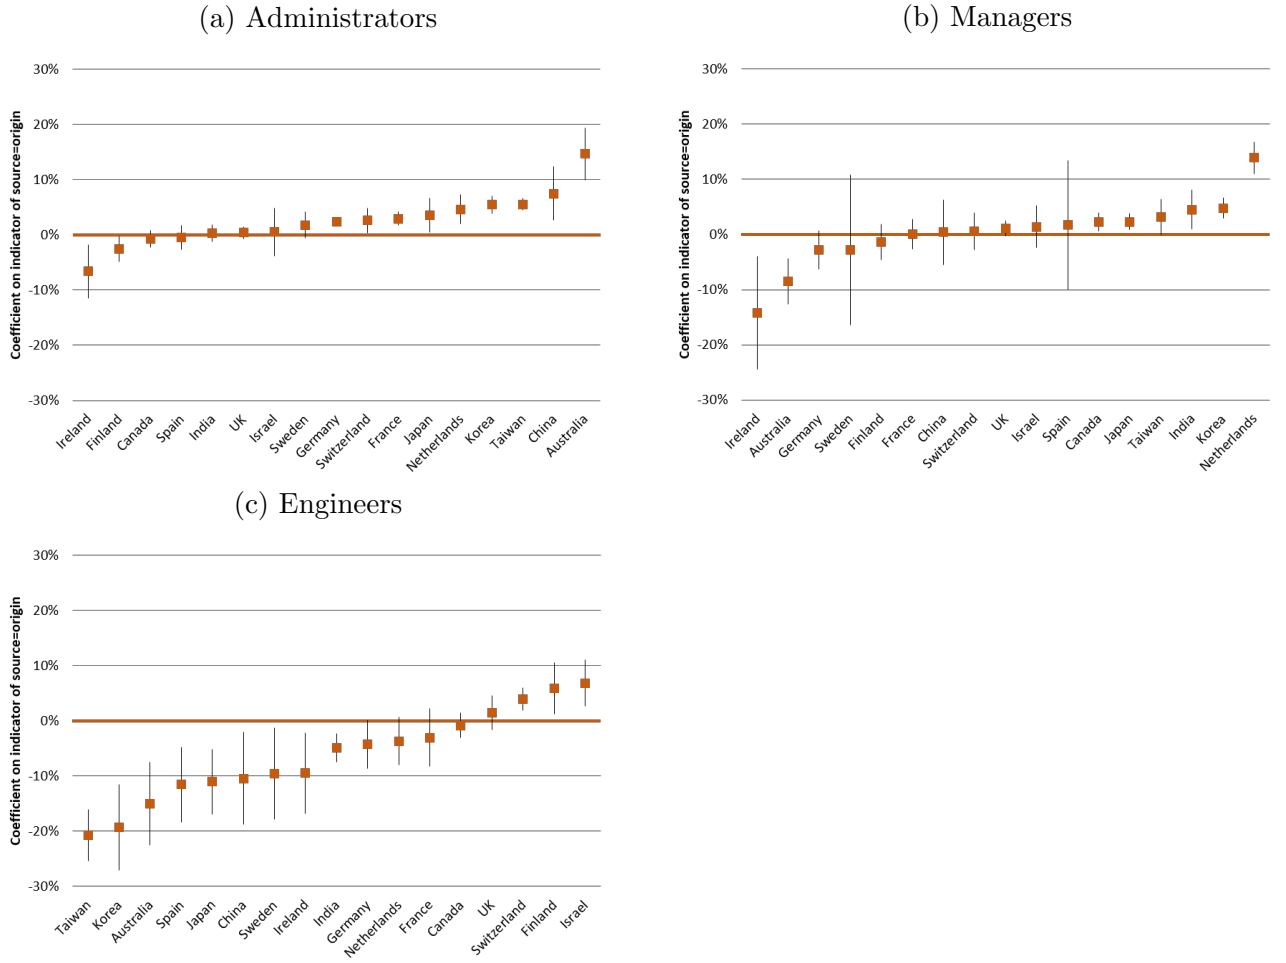 (a) Administrators
Coefficient on indicator of source=origin
30%
20%
10%
0%
-10%
-20%
-30%
Ireland
Finland
Canada
Spain
India
UK
Israel
Sweden
Germany
Switzerland
France
Japan
Netherlands
Korea
Taiwan
China
Australia
(b) Managers
Coefficient on indicator of source=origin
30%
20%
10%
0%
-10%
-20%
-30%
Ireland
Australia
Germany
Sweden
Finland
France
China
Switzerland
UK
Israel
Spain
Canada
Japan
Taiwan
India
Korea
Netherlands
(c) Engineers
Coefficient on indicator of source=origin
30%
20%
10%
0%
-10%
-20%
-30%
Taiwan
Korea
Australia
Spain
Japan
China
Sweden
Ireland
India
Germany
Netherlands
France
Canada
UK
Switzerland
Finland
Israel